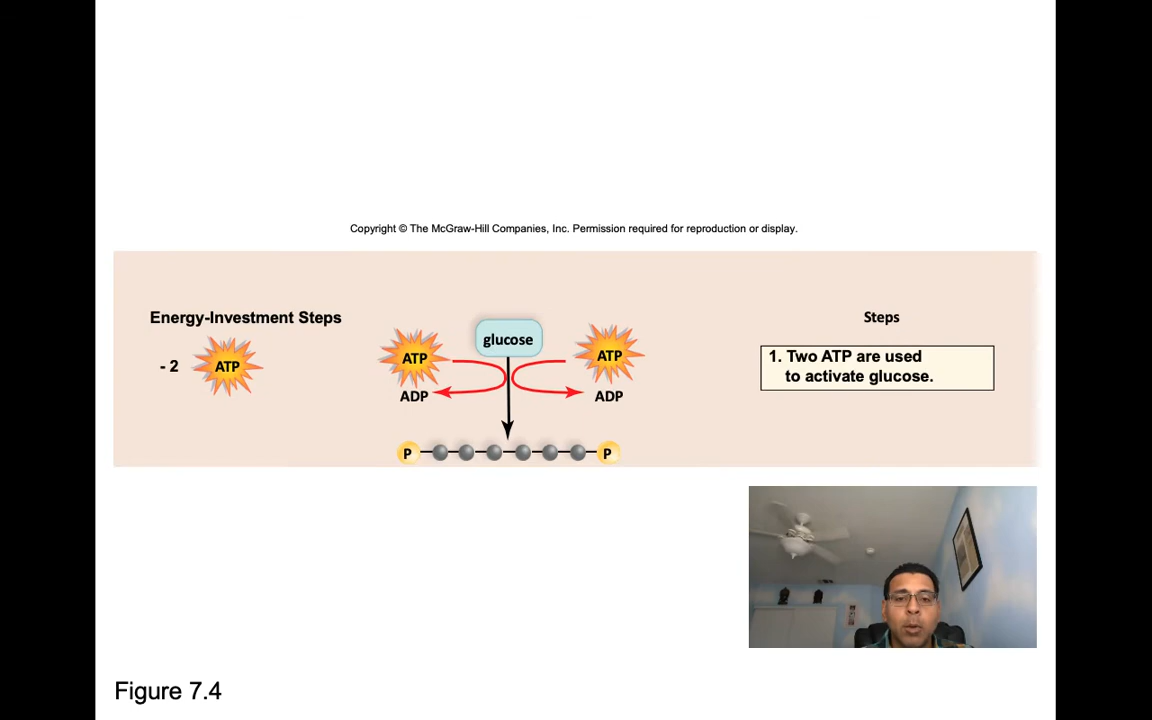 Copyright © The McGraw-Hill Companies, Inc. Permission required for reproduction or display.
Energy-Investment Steps
- 2 ATP
glucose
ATP
ATP
ADP
ADP
P
P
Steps
1. Two ATP are used
to activate glucose.
Figure 7.4